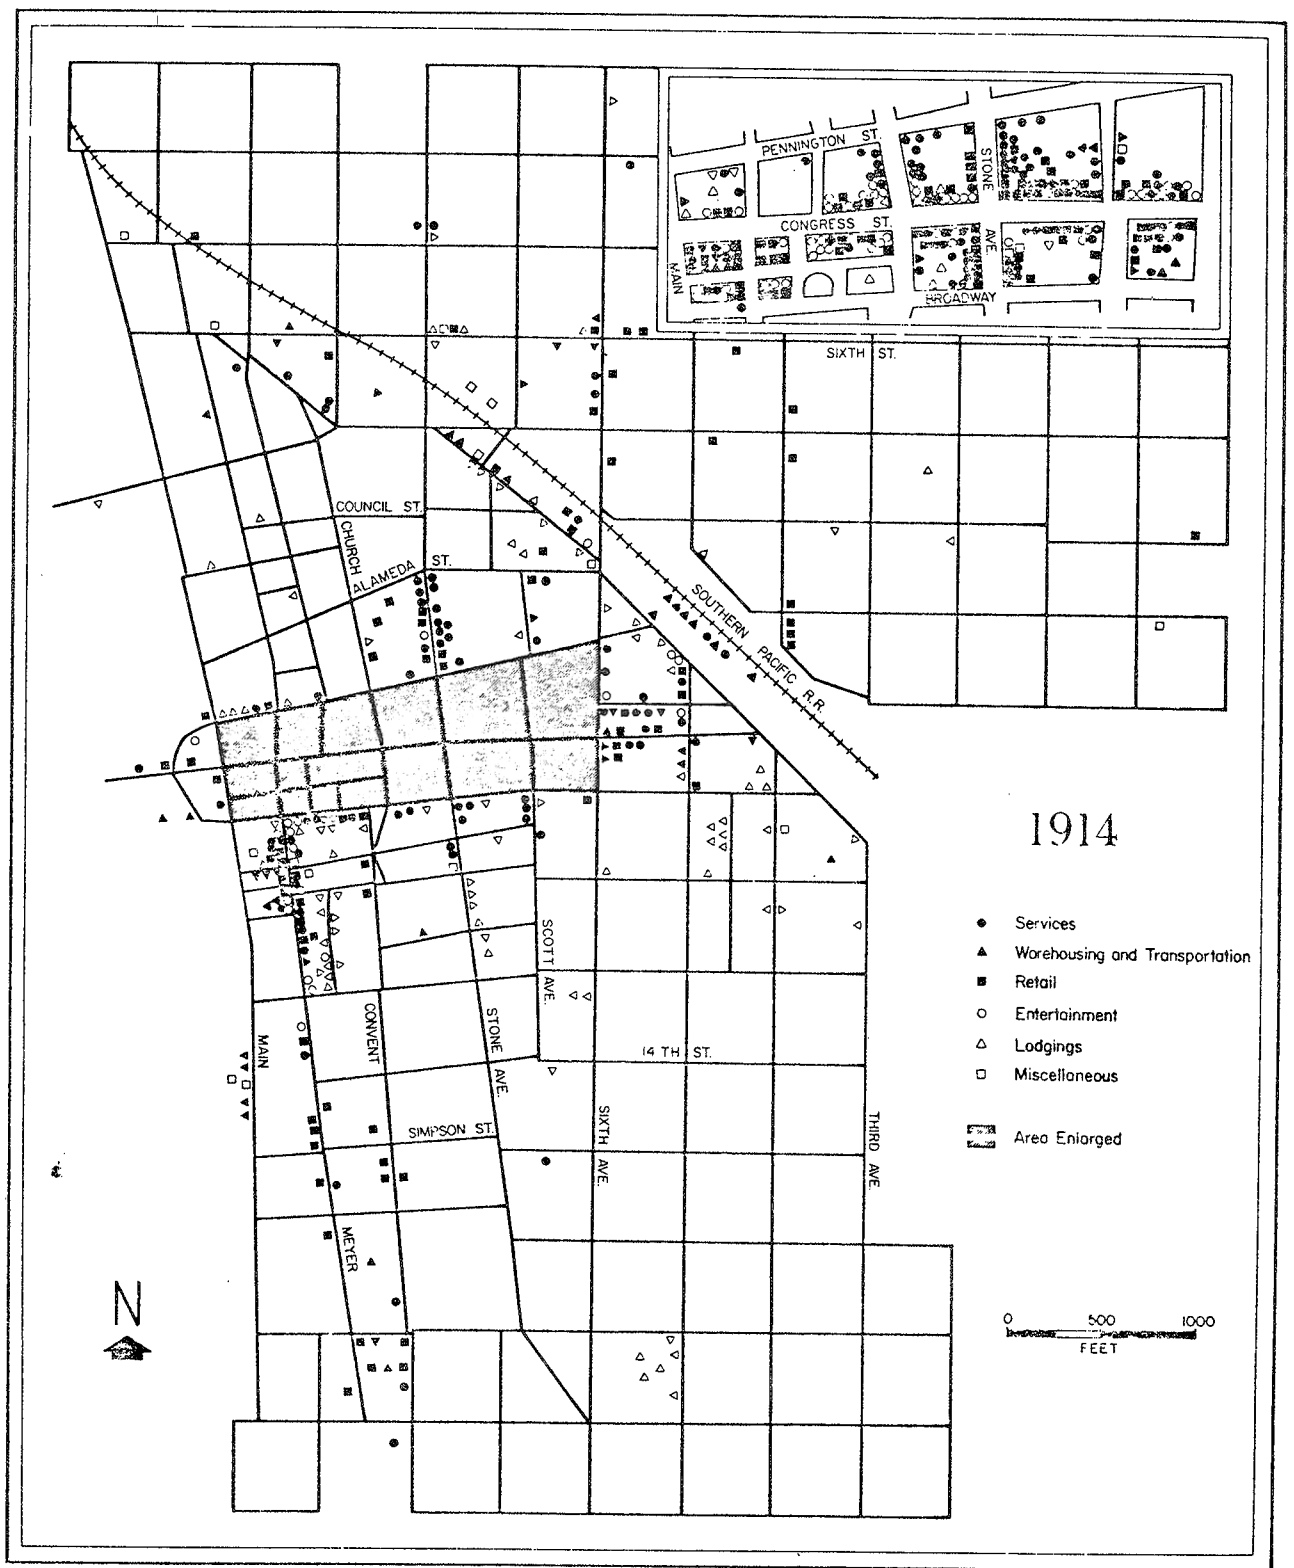 PENNINGTON ST.
STONE AVE.
CONGRESS ST.
MAIN
BROADWAY
SIXTH ST.
COUNCIL ST.
CHURCH
ALAMEDA ST.
SOUTHERN PACIFIC R.R.
1914
Services
Warehousing and Transportation
Retail
Entertainment
Lodgings
Miscellaneous
Area Enlarged
SCOTT AVE.
MAIN
CONVENT
STONE AVE.
14 TH ST.
SIMPSON ST.
SIXTH AVE.
THIRD AVE.
MEYER
N
0 500 1000
FEET